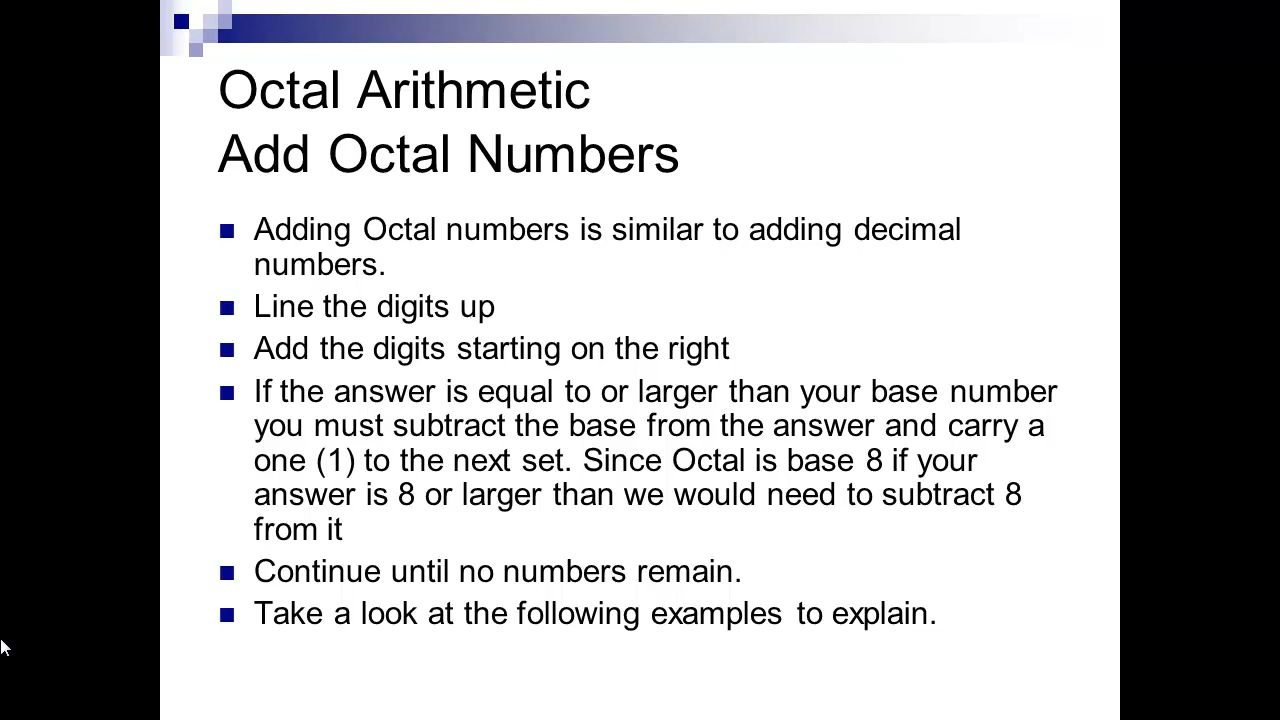 Octal Arithmetic
Add Octal Numbers
Adding Octal numbers is similar to adding decimal
numbers.
Line the digits up
Add the digits starting on the right
If the answer is equal to or larger than your base number
you must subtract the base from the answer and carry a
one (1) to the next set. Since Octal is base 8 if your
answer is 8 or larger than we would need to subtract 8
from it
Continue until no numbers remain.
Take a look at the following examples to explain.